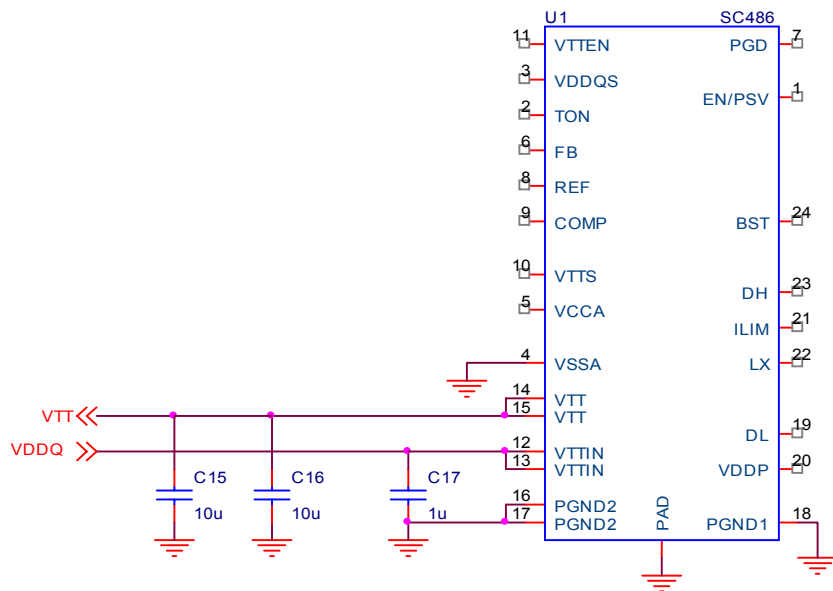 U1 SC486
11 VTTEN PGD 7
3 VDDQS
EN/PSV 1
2 TON
6 FB
8 REF
9 COMP BST 24
10 VTTS
DH 23
5 VCCA
ILIM 21
4 VSSA LX 22
14 VTT
VTT 15 VTT
DL 19
VDDQ 12 VTTIN
13 VTTIN VDDP 20
C15 C16 C17
16 PGND2
10u 10u 1u
17 PGND2 PAD PGND1 18